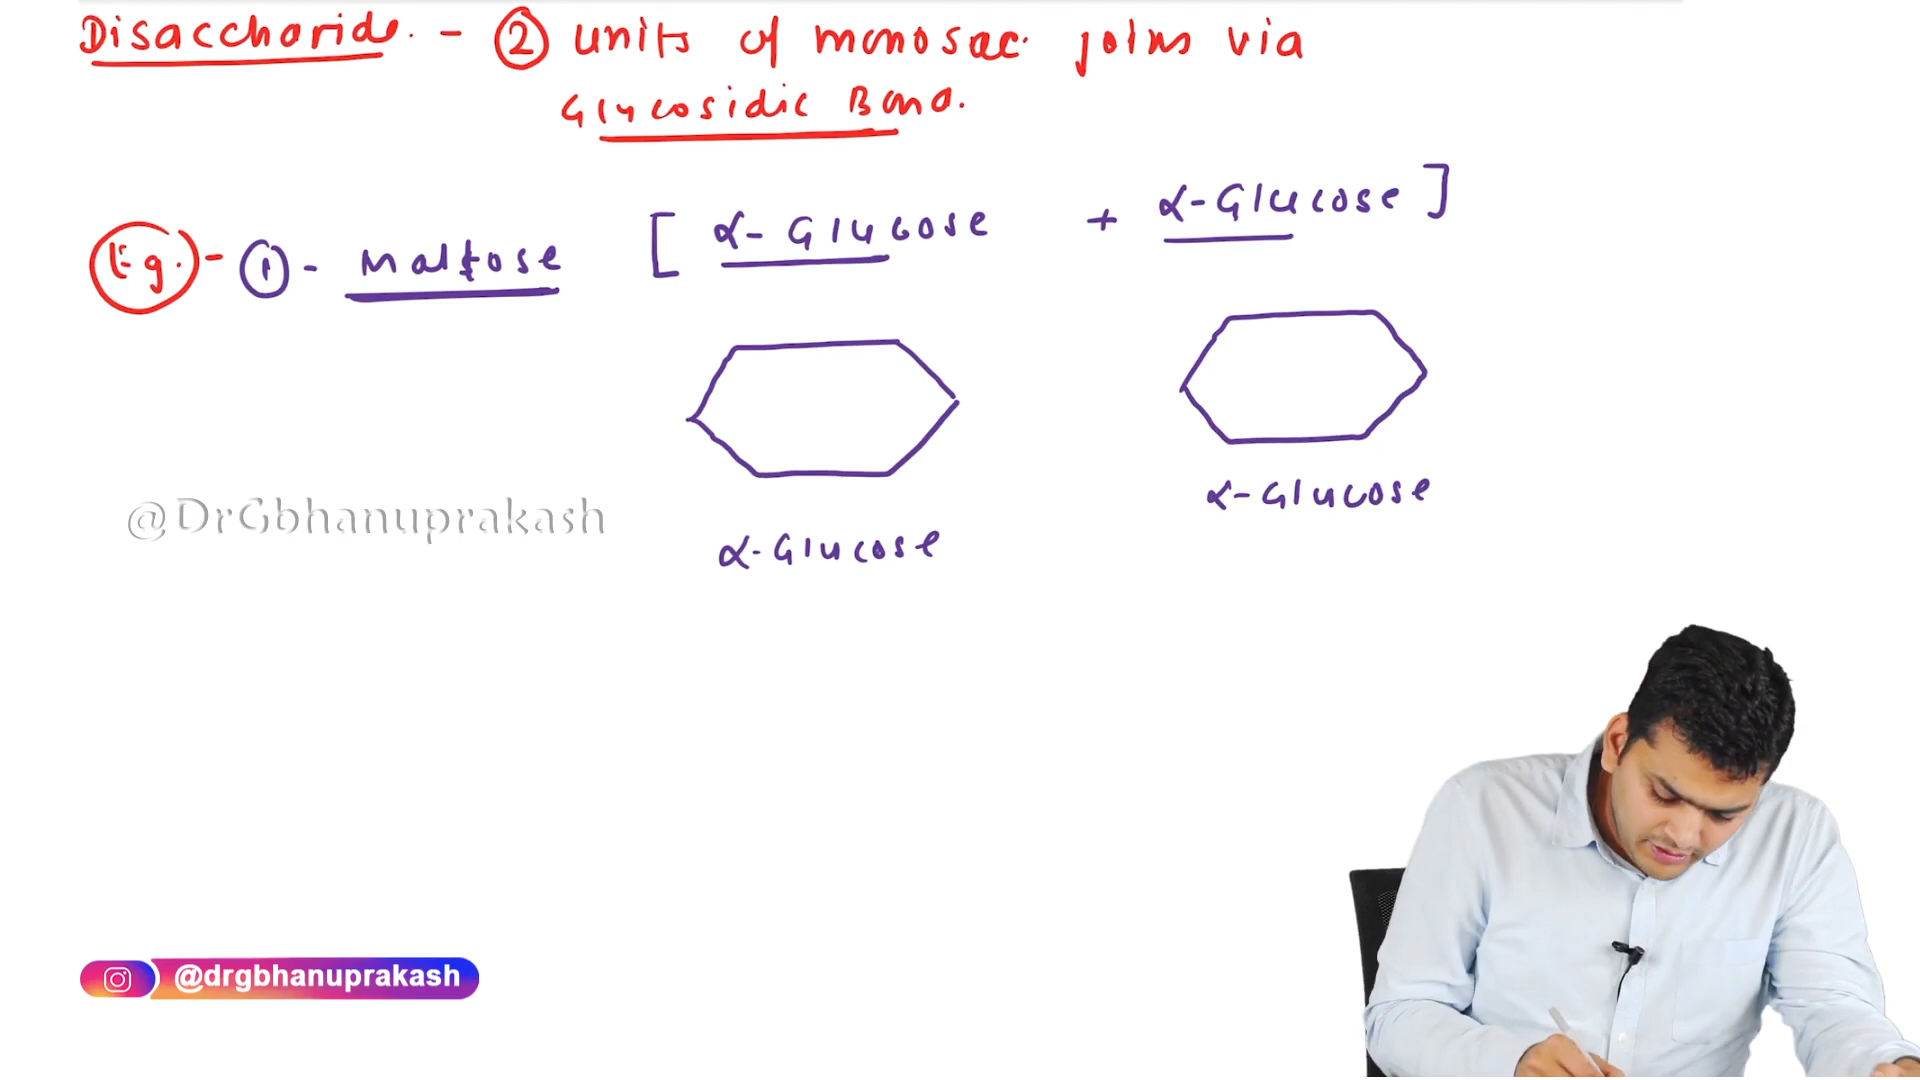 Disaccharide. - ② units of monosac. joins via
Glycosidic Bond.
Eg. - ① - Maltose [ α- Glucose + α-Glucose ]
α-Glucose
@DrGbhanuprakash
α-Glucose
@drgbhanuprakash